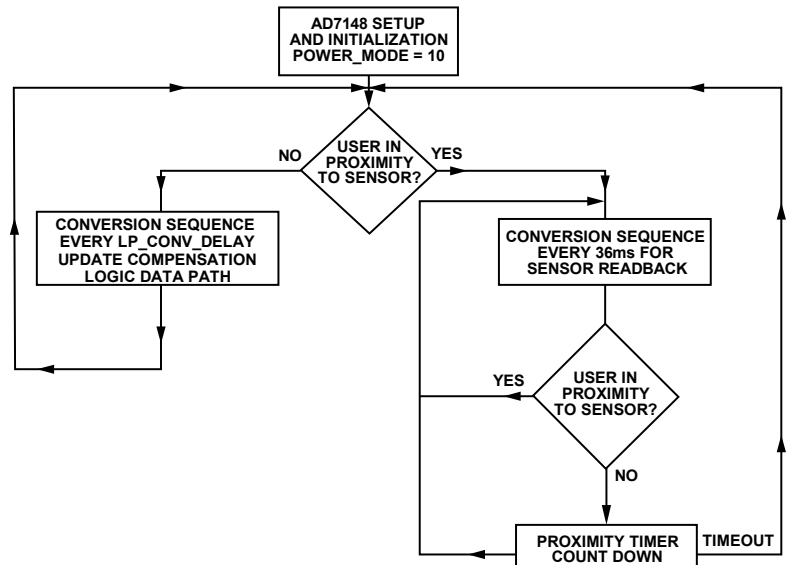 AD7148 SETUP
AND INITIALIZATION
POWER_MODE = 10
USER IN
PROXIMITY
TO SENSOR?
NO
YES
CONVERSION SEQUENCE
EVERY LP_CONV_DELAY
UPDATE COMPENSATION
LOGIC DATA PATH
CONVERSION SEQUENCE
EVERY 36ms FOR
SENSOR READBACK
USER IN
PROXIMITY
TO SENSOR?
YES
NO
PROXIMITY TIMER
COUNT DOWN
TIMEOUT